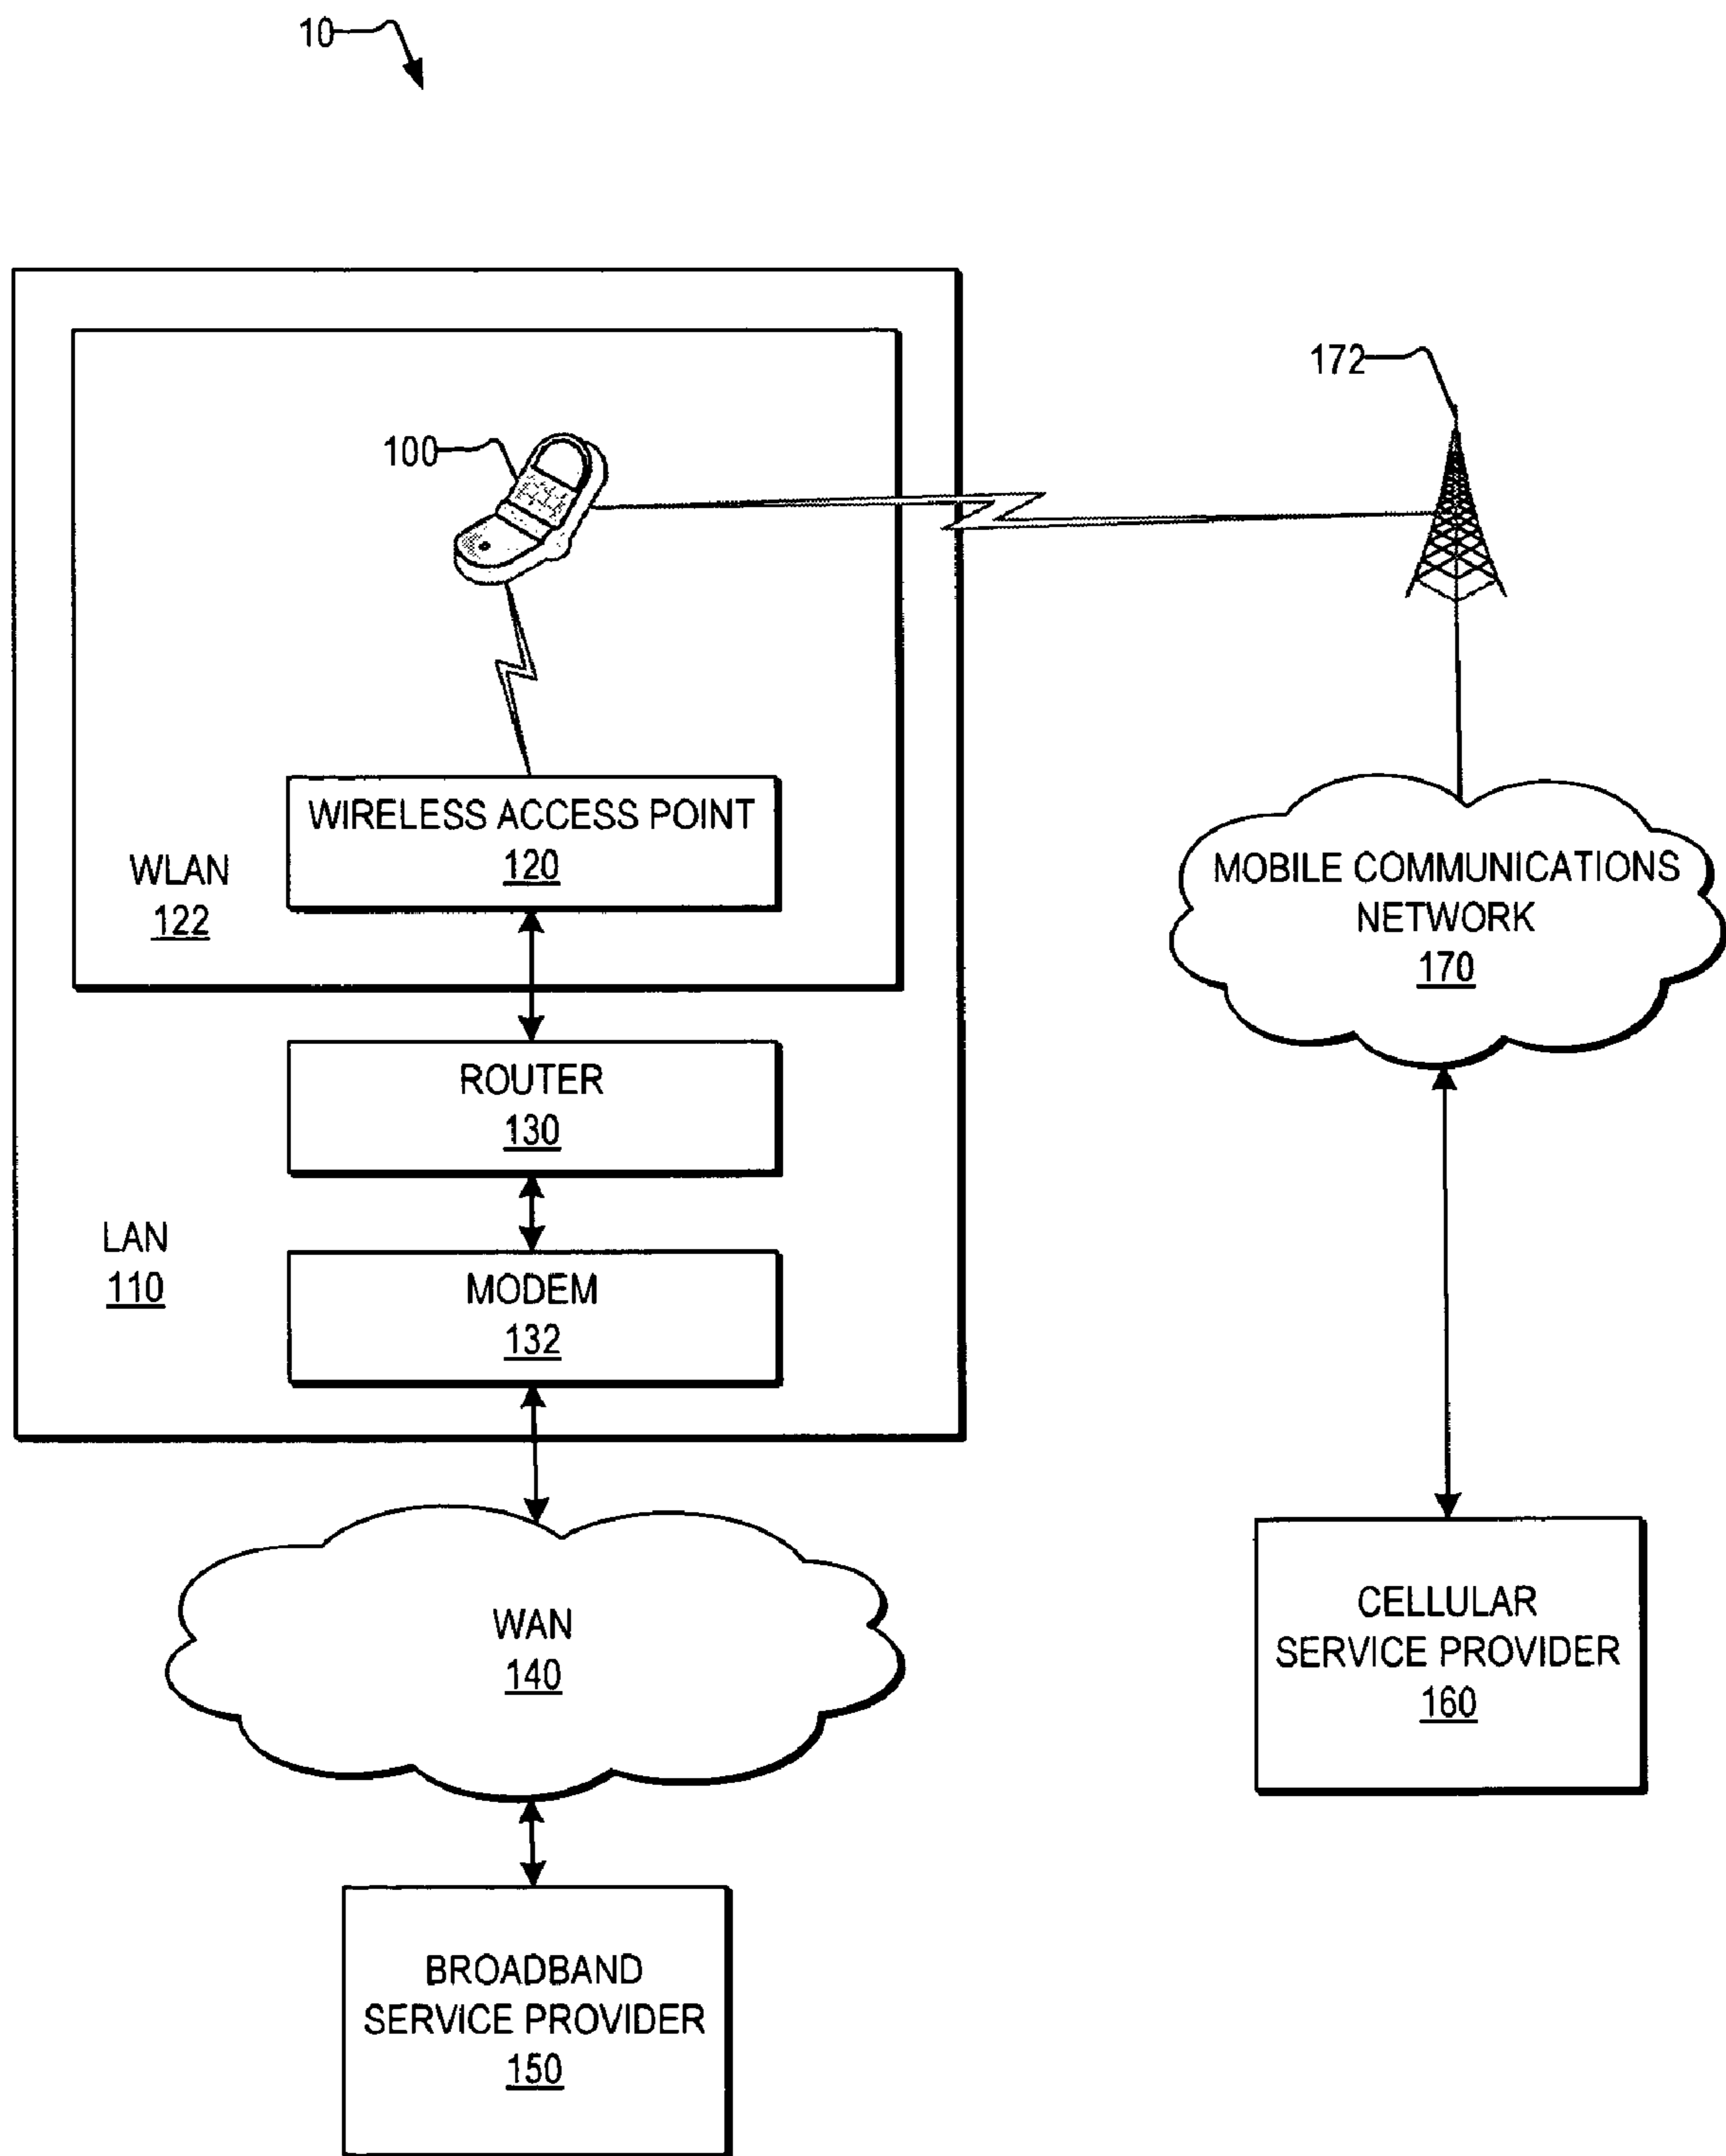 10
172
100
WIRELESS ACCESS POINT
120
WLAN
122
MOBILE COMMUNICATIONS
NETWORK
170
ROUTER
130
LAN
110
MODEM
132
WAN
140
CELLULAR
SERVICE PROVIDER
160
BROADBAND
SERVICE PROVIDER
150